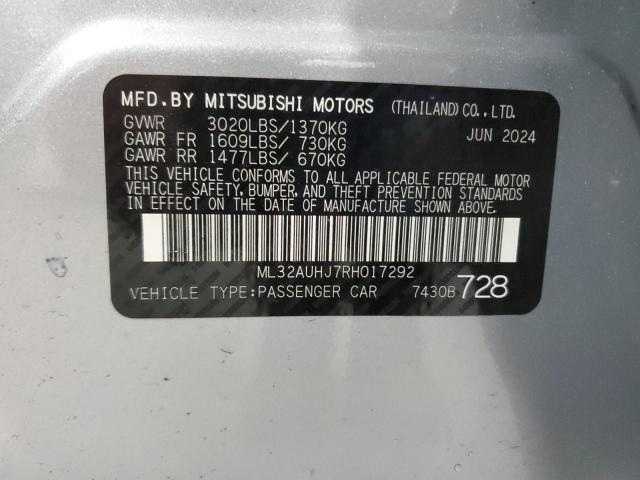 MFD.BY MITSUBISHI MOTORS (THAILAND)CO.,LTD.
GVWR 3020LBS/1370KG JUN 2024
GAWR FR 1609LBS/ 730KG
GAWR RR 1477LBS/ 670KG
THIS VEHICLE CONFORMS TO ALL APPLICABLE FEDERAL MOTOR
VEHICLE SAFETY, BUMPER, AND THEFT PREVENTION STANDARDS
IN EFFECT ON THE DATE OF MANUFACTURE SHOWN ABOVE.
ML32AUHJ7RH017292
VEHICLE TYPE:PASSENGER CAR 7430B 728